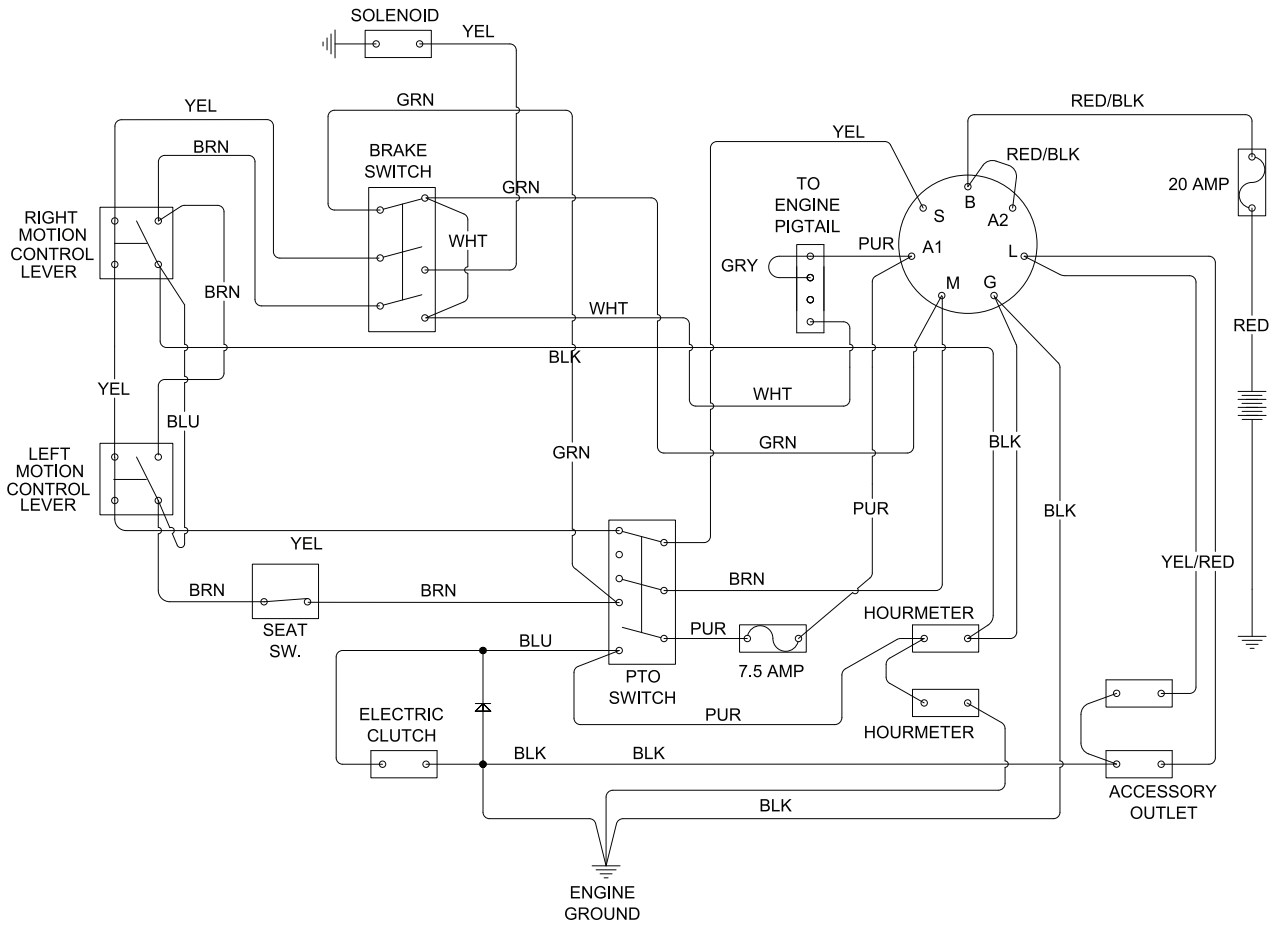 SOLENOID
YEL
GRN
YEL
BRN
BRAKE
SWITCH
GRN
WHT
WHT
RIGHT
MOTION
CONTROL
LEVER
BRN
BLK
YEL
BLU
LEFT
MOTION
CONTROL
LEVER
YEL
TO
ENGINE
PIGTAIL
GRY
PUR
S
B
A2
A1
L
M
G
RED/BLK
RED/BLK
20 AMP
RED
WHT
GRN
GRN
BLK
PUR
BLK
YEL/RED
YEL
BRN
SEAT
SW.
BRN
BRN
BLU
PUR
7.5 AMP
PTO
SWITCH
PUR
HOURMETER
HOURMETER
ELECTRIC
CLUTCH
BLK
BLK
BLK
ACCESSORY
OUTLET
ENGINE
GROUND